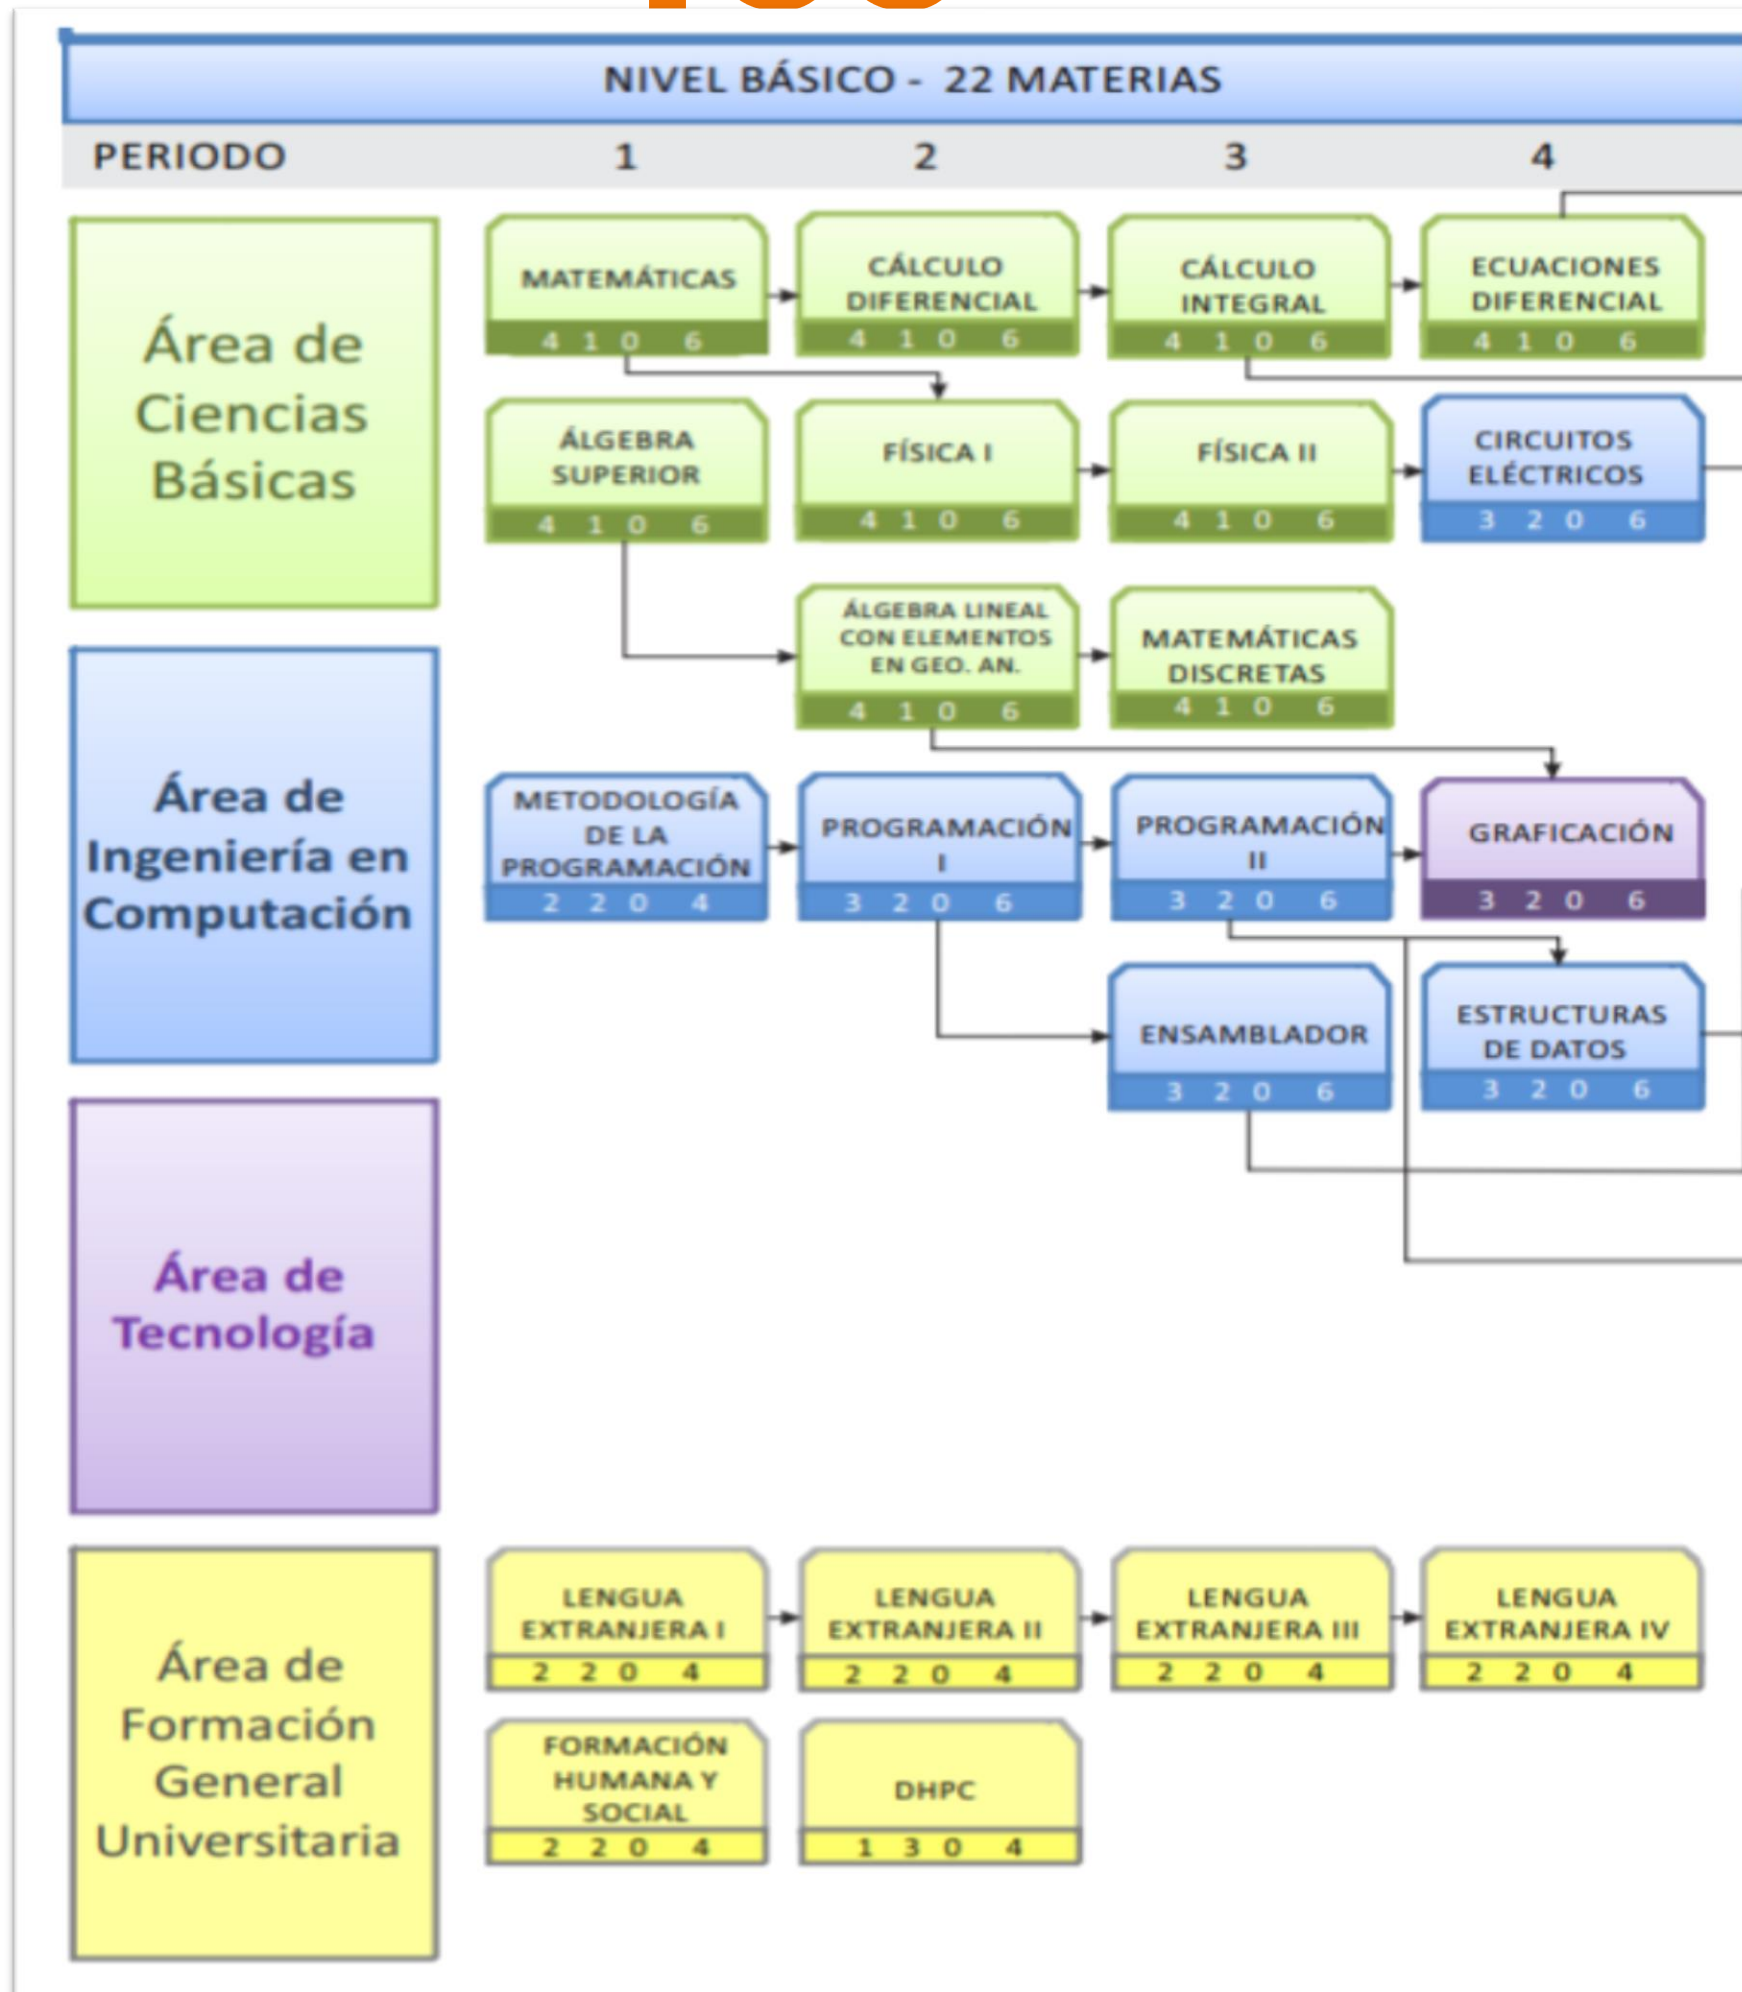 NIVEL BÁSICO - 22 MATERIAS
PERIODO 1 2 3 4
Área de
Ciencias
Básicas
MATEMÁTICAS
4 1 0 6
CÁLCULO
DIFERENCIAL
4 1 0 6
CÁLCULO
INTEGRAL
4 1 0 6
ECUACIONES
DIFERENCIAL
4 1 0 6
ÁLGEBRA
SUPERIOR
4 1 0 6
FÍSICA I
4 1 0 6
FÍSICA II
4 1 0 6
CIRCUITOS
ELÉCTRICOS
3 2 0 6
ÁLGEBRA LINEAL
CON ELEMENTOS
EN GEO. AN.
4 1 0 6
MATEMÁTICAS
DISCRETAS
4 1 0 6
Área de
Ingeniería en
Computación
METODOLOGÍA
DE LA
PROGRAMACIÓN
2 2 0 4
PROGRAMACIÓN
I
3 2 0 6
PROGRAMACIÓN
II
3 2 0 6
GRAFICACIÓN
3 2 0 6
ENSAMBLADOR
3 2 0 6
ESTRUCTURAS
DE DATOS
3 2 0 6
Área de
Tecnología
Área de
Formación
General
Universitaria
LENGUA
EXTRANJERA I
2 2 0 4
LENGUA
EXTRANJERA II
2 2 0 4
LENGUA
EXTRANJERA III
2 2 0 4
LENGUA
EXTRANJERA IV
2 2 0 4
FORMACIÓN
HUMANA Y
SOCIAL
2 2 0 4
DHPC
1 3 0 4